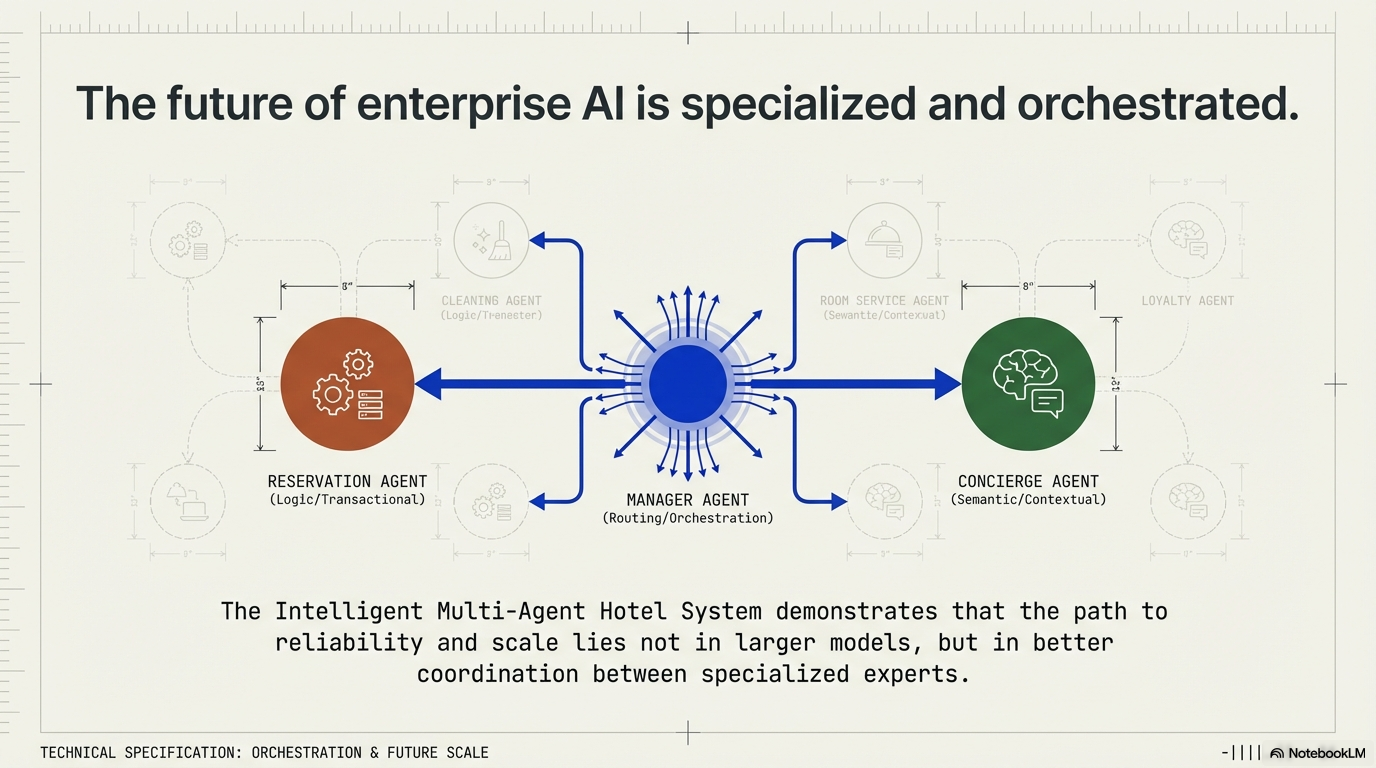 The future of enterprise AI is specialized and orchestrated.
CLEANING AGENT
ROOM SERVICE AGENT
LOYALTY AGENT
8"
RESERVATION AGENT
(Logic/Transactional)
MANAGER AGENT
(Routing/Orchestration)
CONCIERGE AGENT
(Semantic/Contextual)
The Intelligent Multi-Agent Hotel System demonstrates that the path to
reliability and scale lies not in larger models, but in better
coordination between specialized experts.
TECHNICAL SPECIFICATION: ORCHESTRATION & FUTURE SCALE
NotebookLM